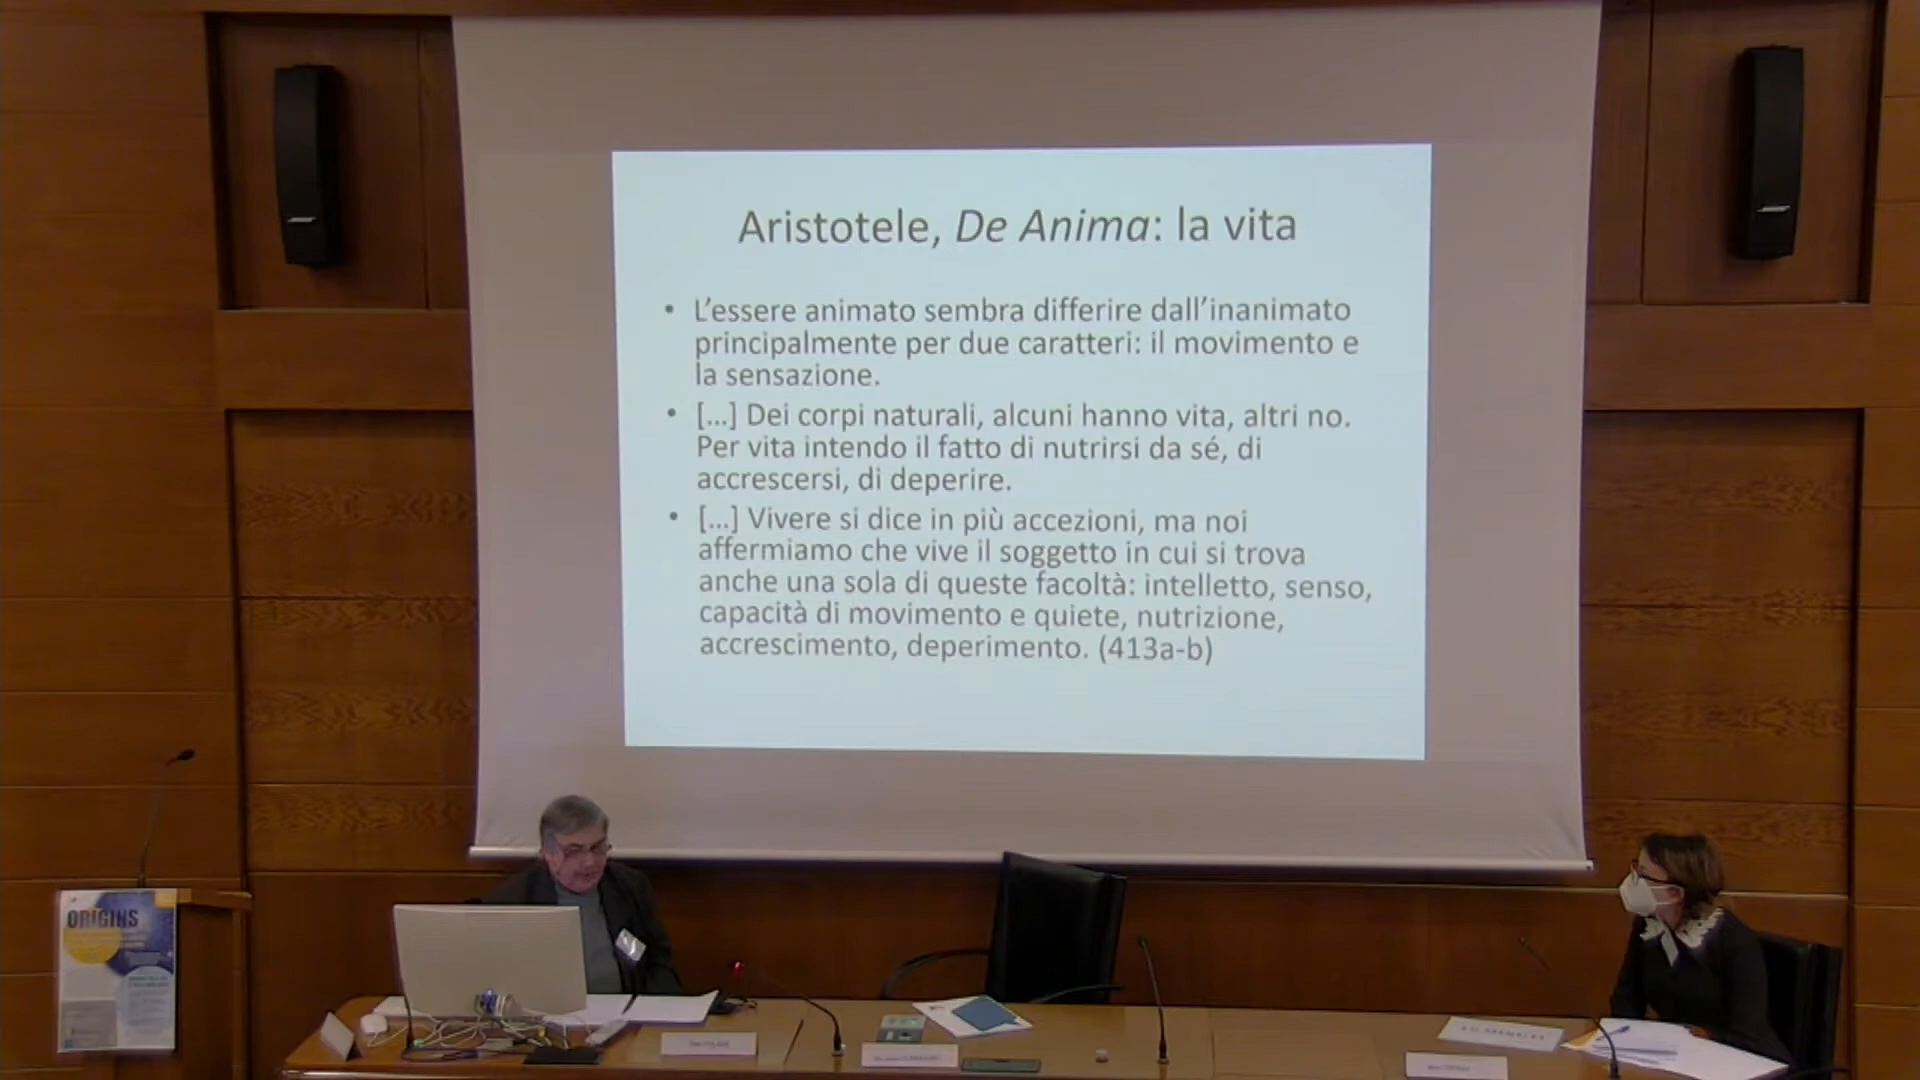 Aristotele, De Anima: la vita
• L'essere animato sembra differire dall'inanimato
principalmente per due caratteri: il movimento e
la sensazione.
• [...] Dei corpi naturali, alcuni hanno vita, altri no.
Per vita intendo il fatto di nutrirsi da sé, di
accrescersi, di deperire.
• [...] Vivere si dice in più accezioni, ma noi
affermiamo che vive il soggetto in cui si trova
anche una sola di queste facoltà: intelletto, senso,
capacità di movimento e quiete, nutrizione,
accrescimento, deperimento. (413a-b)
ORIGINS